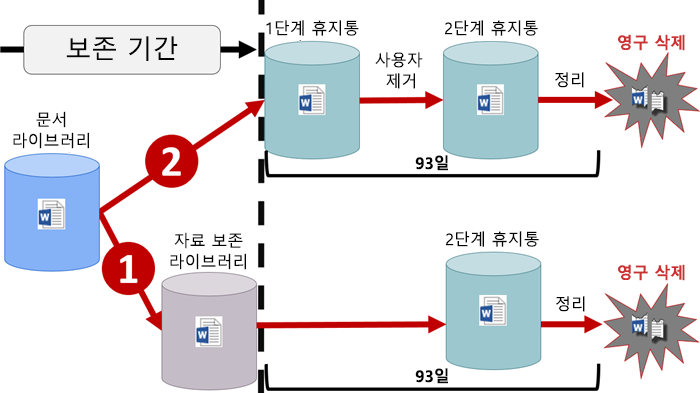 보존 기간
1단계 휴지통
2단계 휴지통
영구 삭제
사용자
제거
정리
문서
라이브러리
2
93일
1
자료 보존
라이브러리
2단계 휴지통
영구 삭제
정리
93일
W
W
W
W
W
W
W